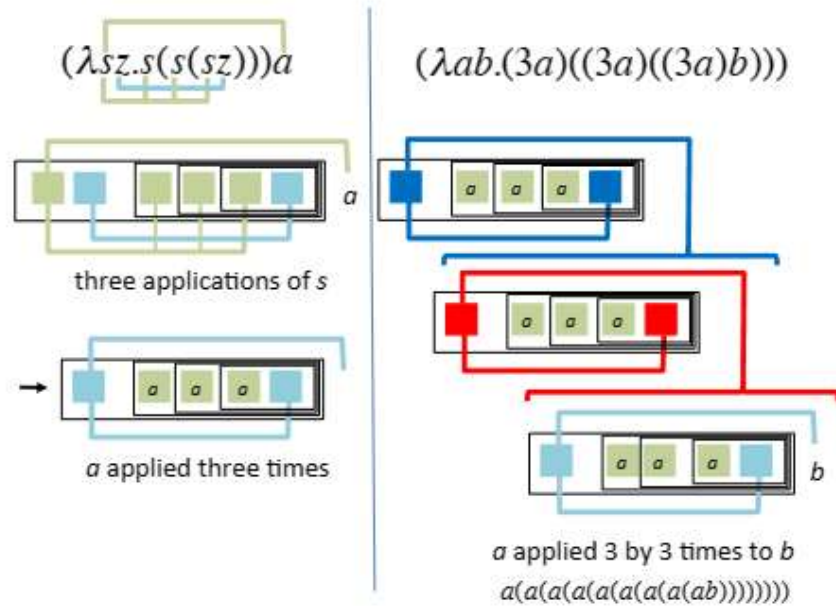 (λsz.s(s(sz)))a
a
three applications of s
→
a a a
a applied three times
(λab.(3a)((3a)((3a)b)))
a a a
a a a
a a a
b
a applied 3 by 3 times to b
a(a(a(a(a(a(a(a(ab))))))))